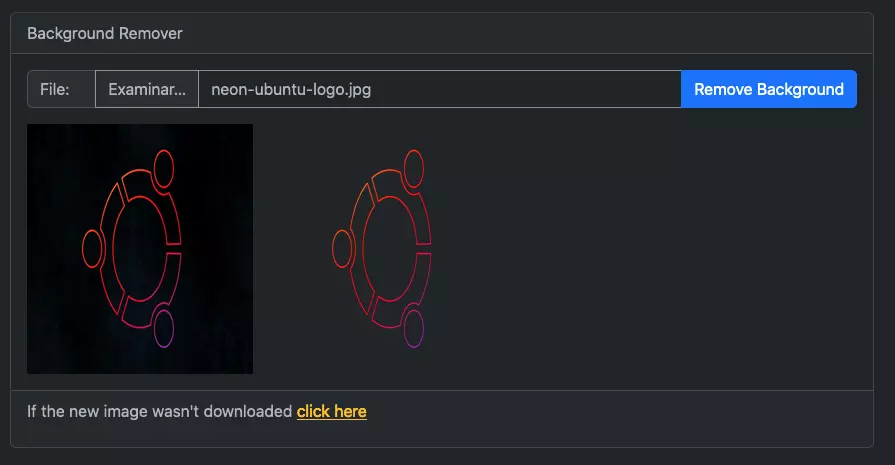 Background Remover
File: Examinar... neon-ubuntu-logo.jpg Remove Background
If the new image wasn't downloaded click here